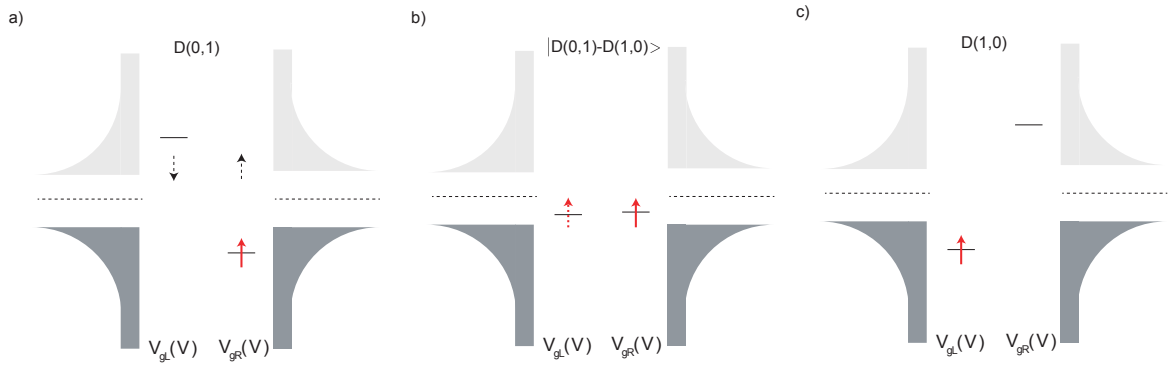 a)
D(0,1)
V_gL(V) V_gR(V)
b)
|D(0,1)-D(1,0)>
V_gL(V) V_gR(V)
c)
D(1,0)
V_gL(V) V_gR(V)